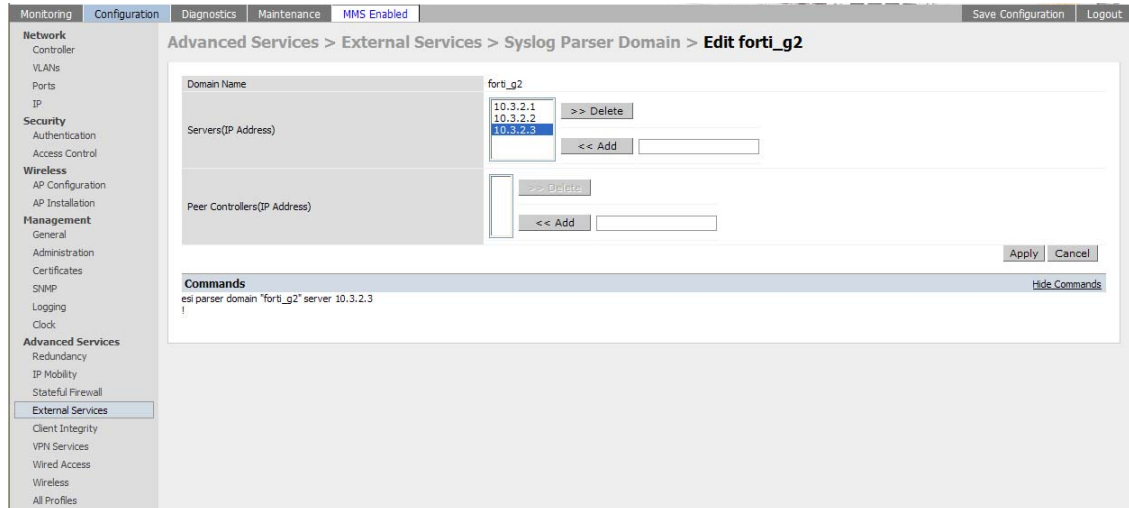 Monitoring Configuration Diagnostics Maintenance MMS Enabled Save Configuration Logout
Network
Controller
VLANs
Ports
IP
Security
Authentication
Access Control
Wireless
AP Configuration
AP Installation
Management
General
Administration
Certificates
SNMP
Logging
Clock
Advanced Services
Redundancy
IP Mobility
Stateful Firewall
External Services
Client Integrity
VPN Services
Wired Access
Wireless
All Profiles
Advanced Services > External Services > Syslog Parser Domain > Edit forti_g2
Domain Name forti_g2
Servers(IP Address)
10.3.2.1
10.3.2.2
10.3.2.3
>> Delete
<< Add
Peer Controllers(IP Address)
>> Delete
<< Add
Apply Cancel
Commands Hide Commands
esi parser domain "forti_g2" server 10.3.2.3
!